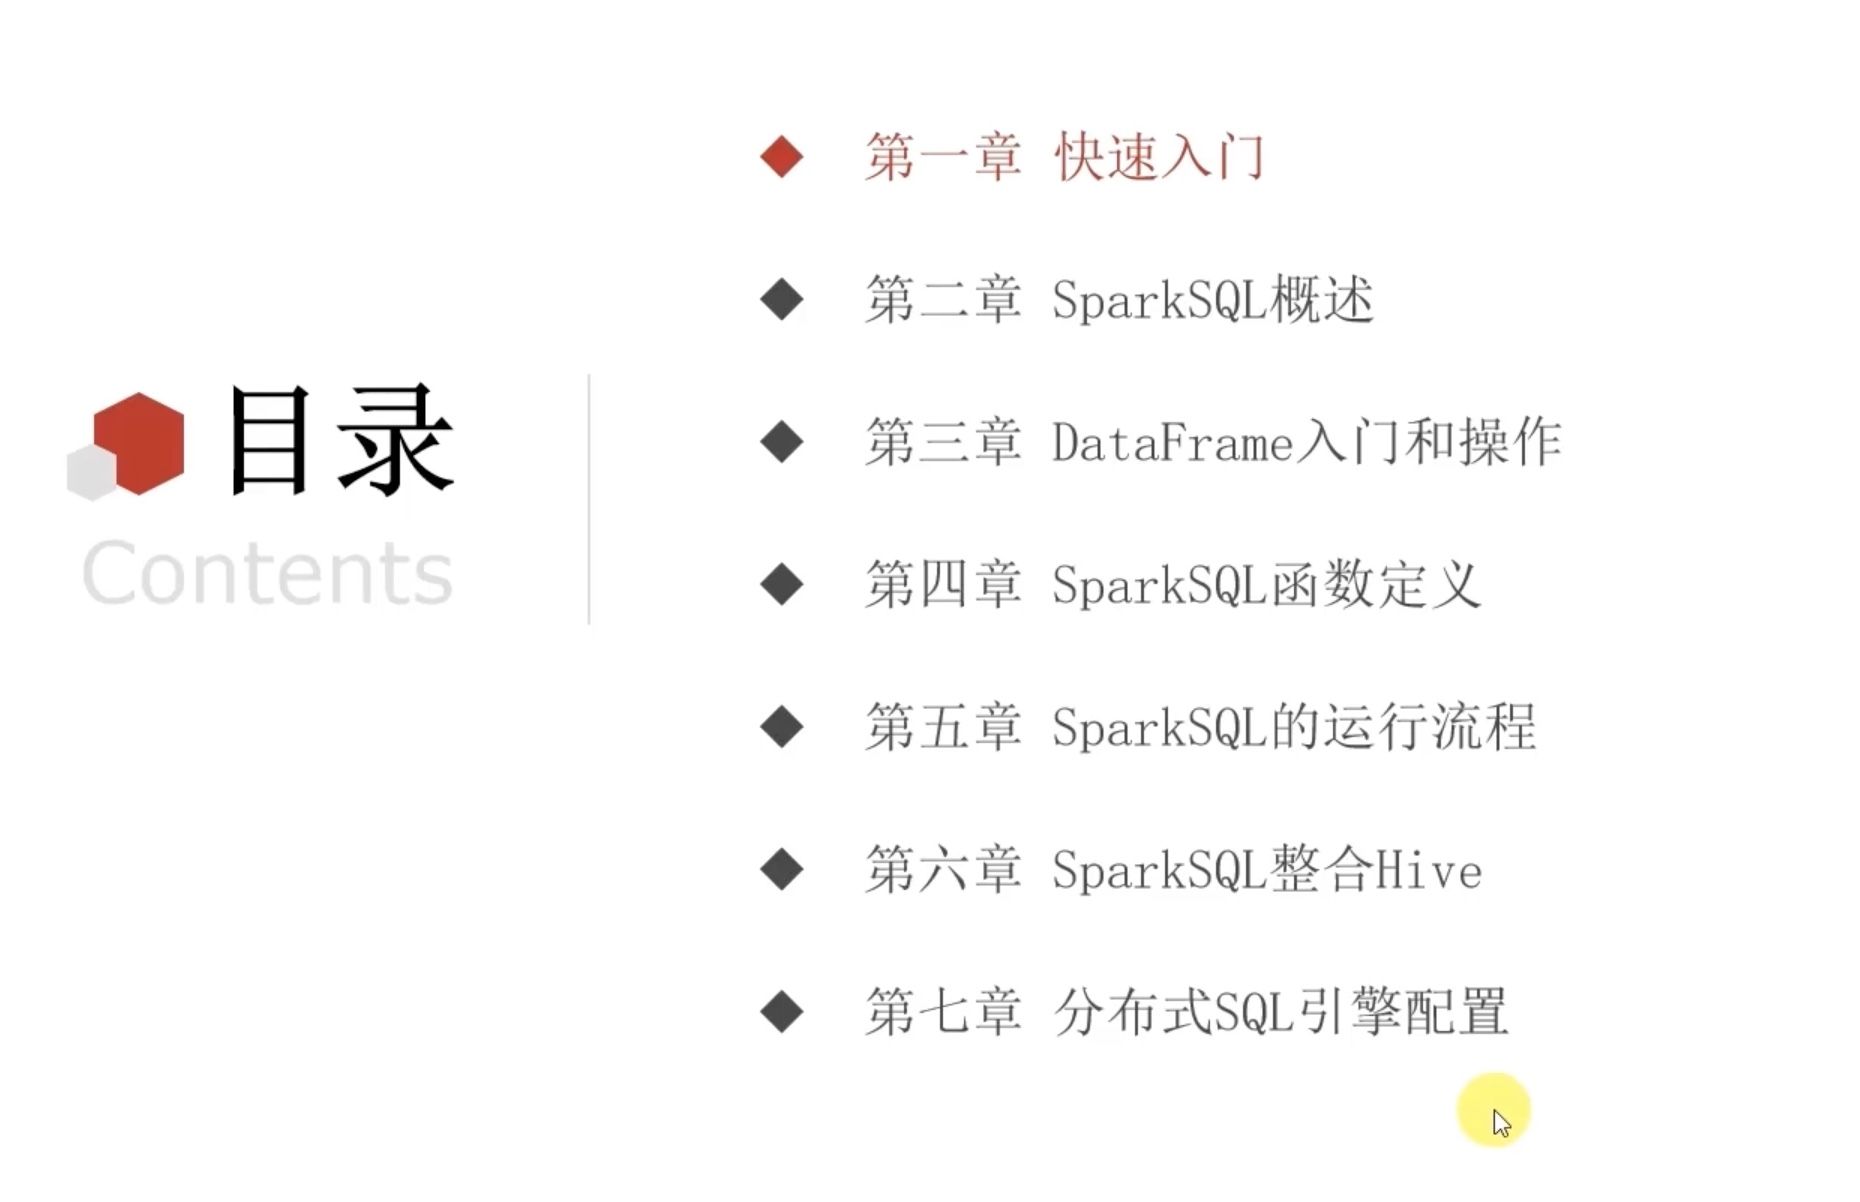 目录
Contents
第一章 快速入门
第二章 SparkSQL概述
第三章 DataFrame入门和操作
第四章 SparkSQL函数定义
第五章 SparkSQL的运行流程
第六章 SparkSQL整合Hive
第七章 分布式SQL引擎配置